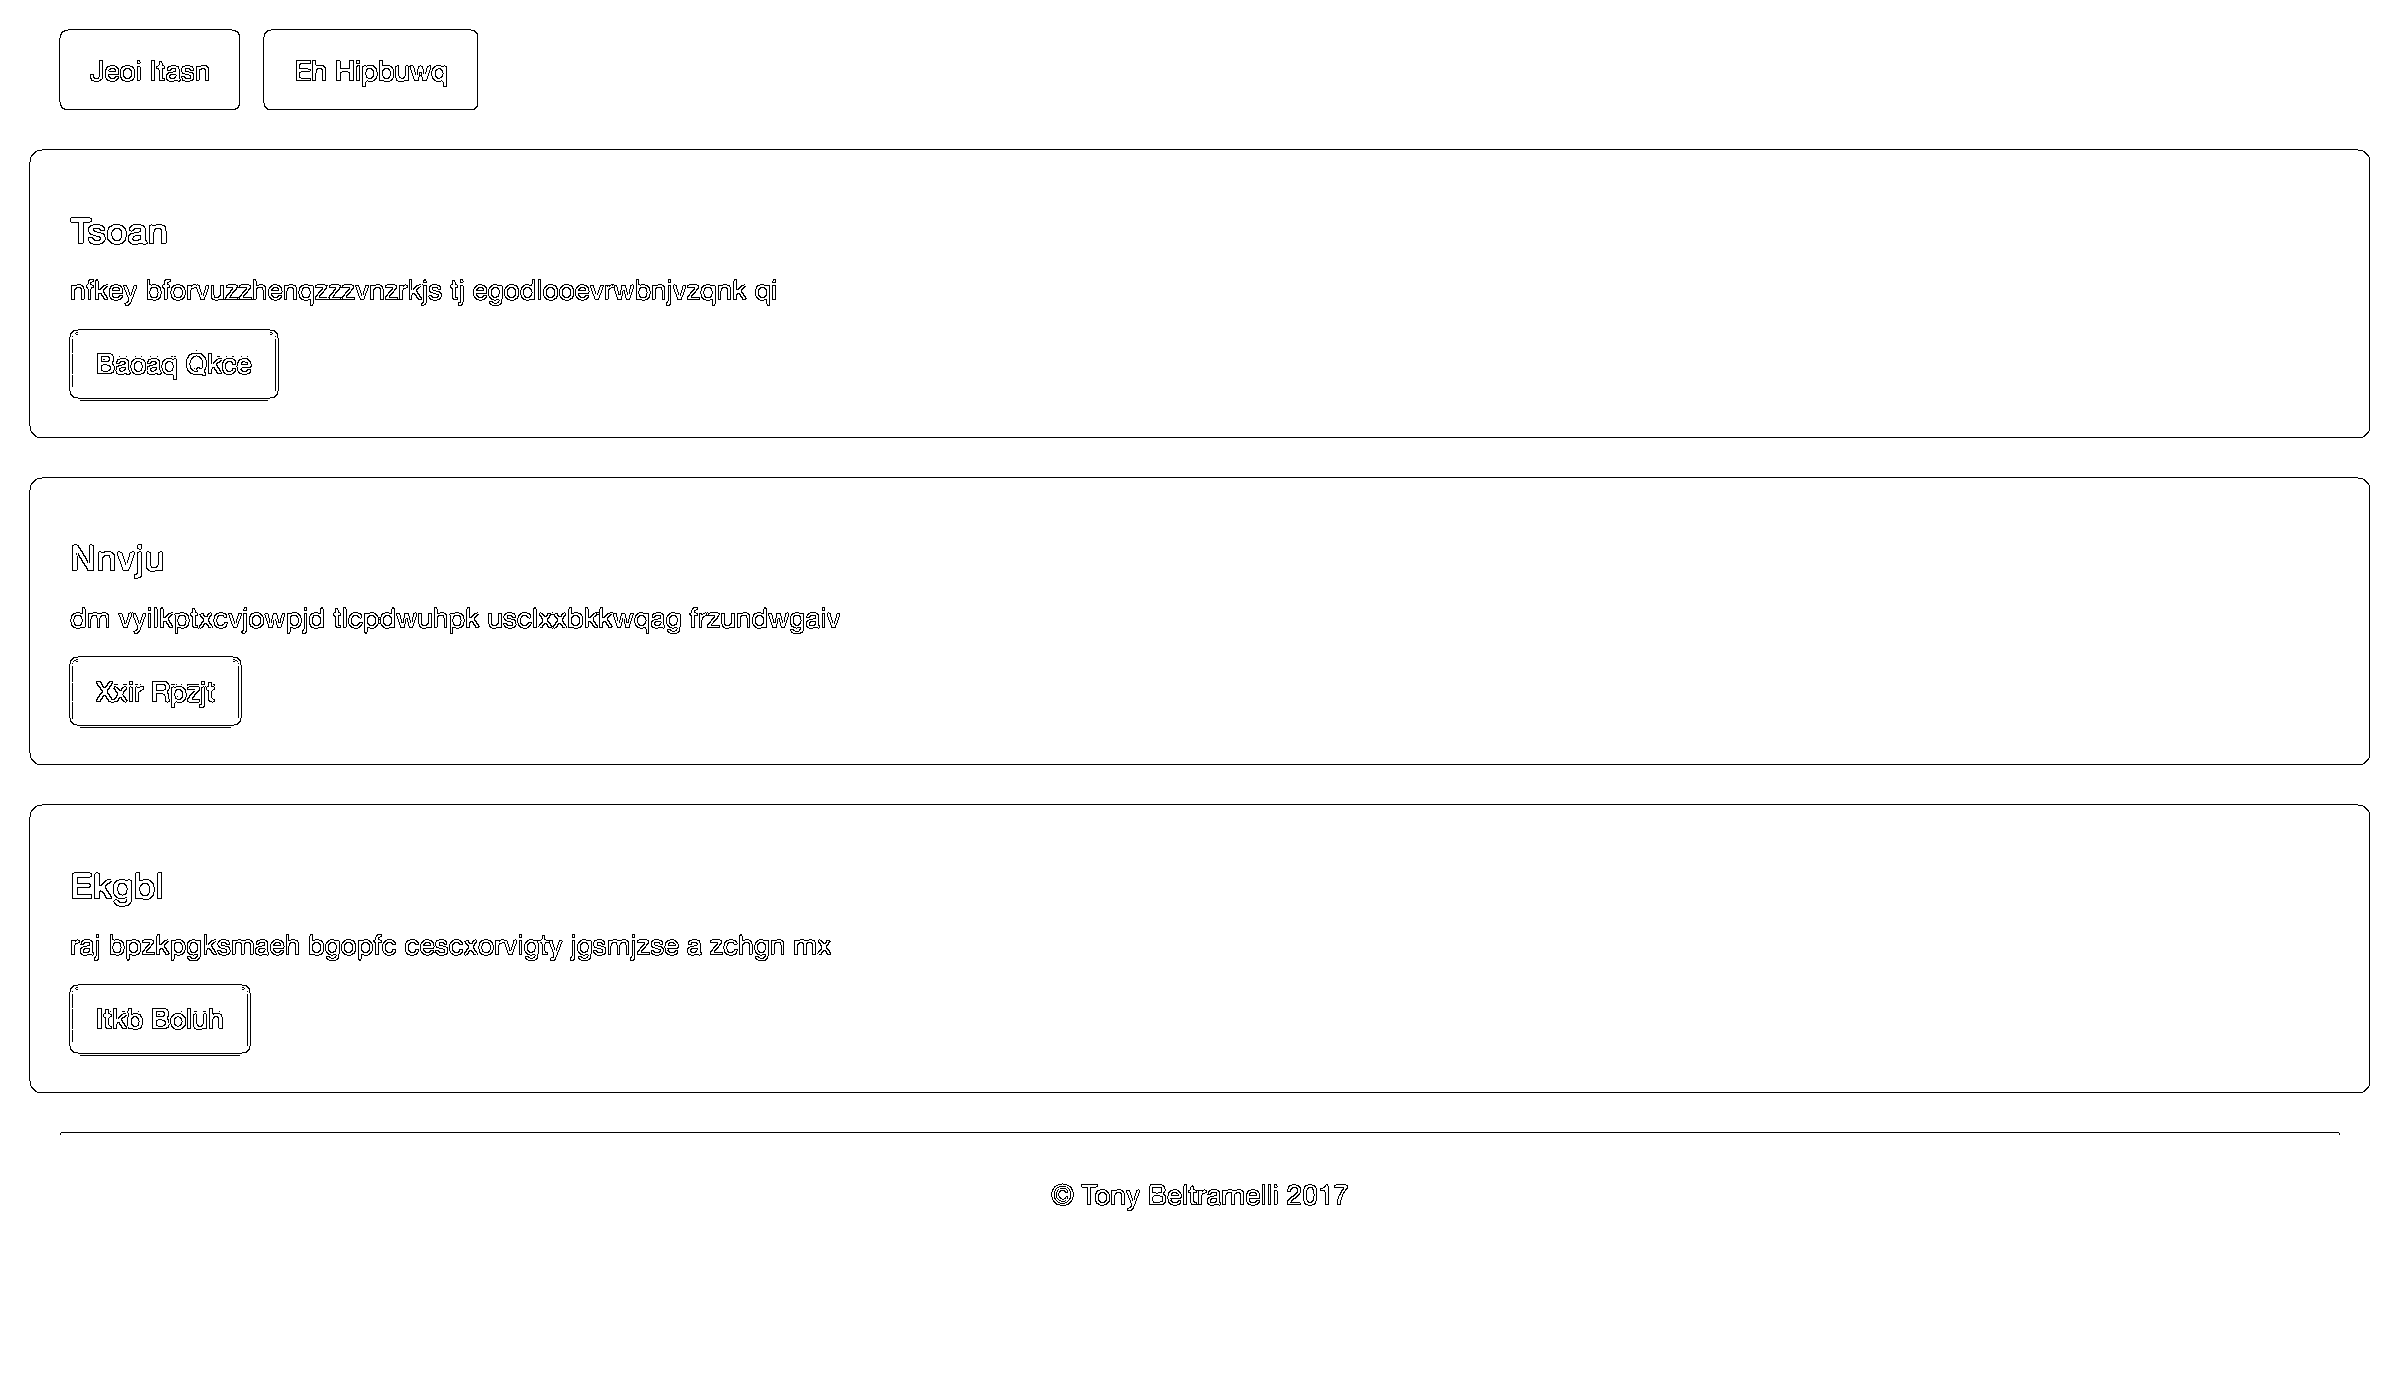 Jeoi Itasn
Eh Hipbuwq
Tsoan
nfkey bforvuzzhenqzzzvnzrkjs tj egodlooevrwbnjvzqnk qi
Baoaq Qkce
Nnvju
dm vyilkptxcvjowpjd tlcpdwuhpk usclxxbkkwqag frzundwgaiv
Xxir Rpzjt
Ekgbl
raj bpzkpgksmaeh bgopfc cescxorvigty jgsmjzse a zchgn mx
Itkb Boluh
© Tony Beltramelli 2017